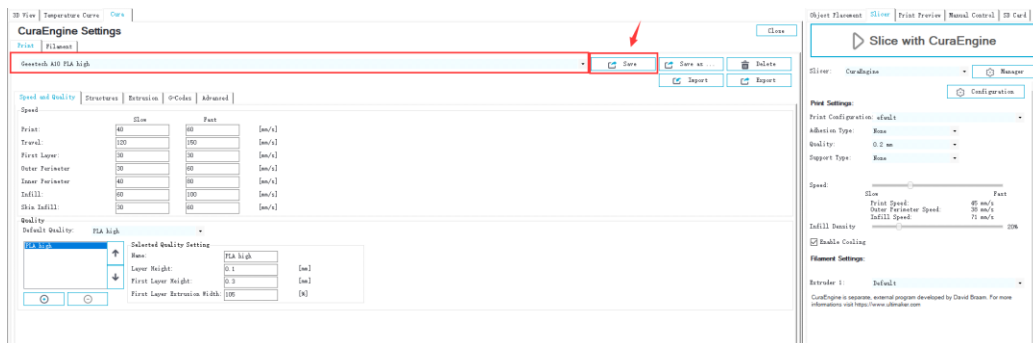 3D View Temperature Curve Cura
CuraEngine Settings
Close
Print Filament
Geeetech A10 PLA high
Save
Save as ...
Delete
Import
Export
Speed and Quality Structures Extrusion G-Codes Advanced
Speed
Slow Fast
Print: 40 60 [mm/s]
Travel: 120 150 [mm/s]
First Layer: 30 30 [mm/s]
Outer Perimeter 30 60 [mm/s]
Inner Perimeter 40 80 [mm/s]
Infill: 60 100 [mm/s]
Skin Infill: 30 60 [mm/s]
Quality
Default Quality: PLA high
PLA high
Selected Quality Setting
Name: PLA high
Layer Height: 0.1 [mm]
First Layer Height: 0.3 [mm]
First Layer Extrusion Width: 105 [%]
Object Placement Slicer Print Preview Manual Control SD Card
Slice with CuraEngine
Slicer: CuraEngine
Manager
Configuration
Print Settings:
Print Configuration: efault
Adhesion Type: None
Quality: 0.2 mm
Support Type: None
Speed:
Slow Fast
Print Speed: 45 mm/s
Outer Perimeter Speed: 38 mm/s
Infill Speed: 71 mm/s
Infill Density 20%
Enable Cooling
Filament Settings:
Extruder 1: Default
CuraEngine is separate, external program developed by David Braam. For more
informations visit https://www.ultimaker.com